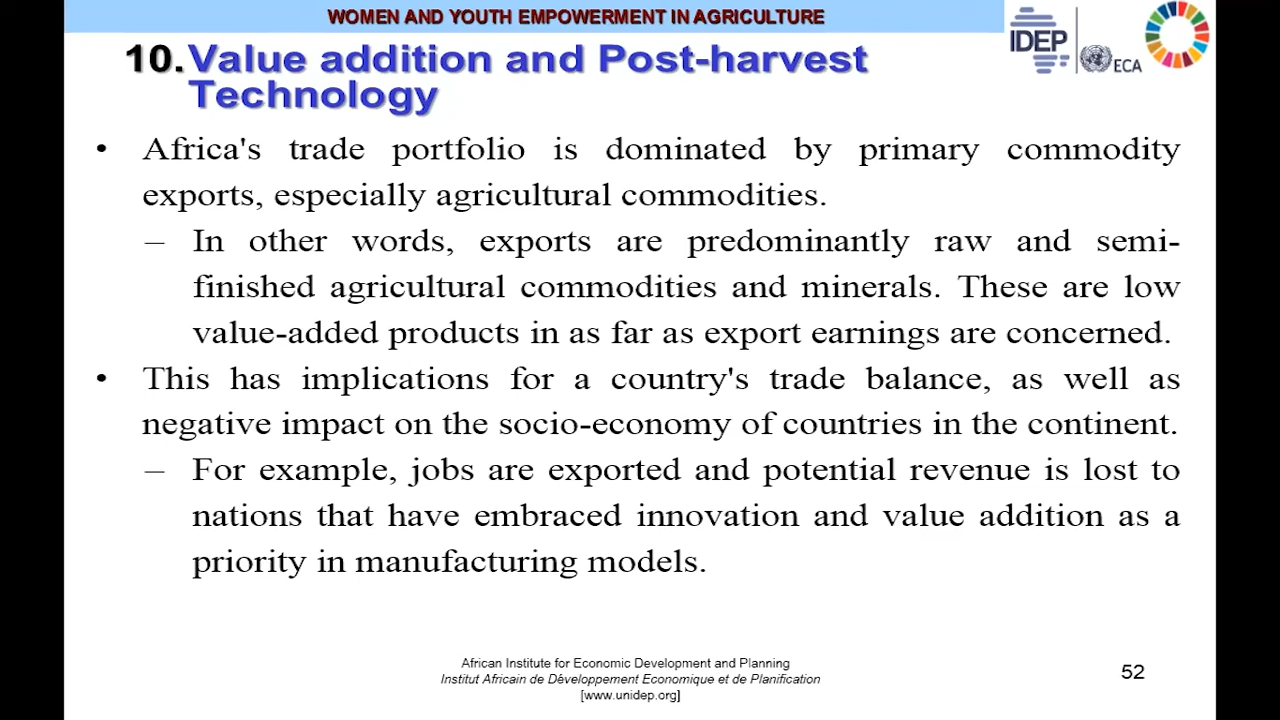 WOMEN AND YOUTH EMPOWERMENT IN AGRICULTURE
IDEP
ECA
10. Value addition and Post-harvest
Technology
• Africa's trade portfolio is dominated by primary commodity
exports, especially agricultural commodities.
– In other words, exports are predominantly raw and semi-
finished agricultural commodities and minerals. These are low
value-added products in as far as export earnings are concerned.
• This has implications for a country's trade balance, as well as
negative impact on the socio-economy of countries in the continent.
– For example, jobs are exported and potential revenue is lost to
nations that have embraced innovation and value addition as a
priority in manufacturing models.
African Institute for Economic Development and Planning
Institut Africain de Développement Economique et de Planification
[www.unidep.org]
52